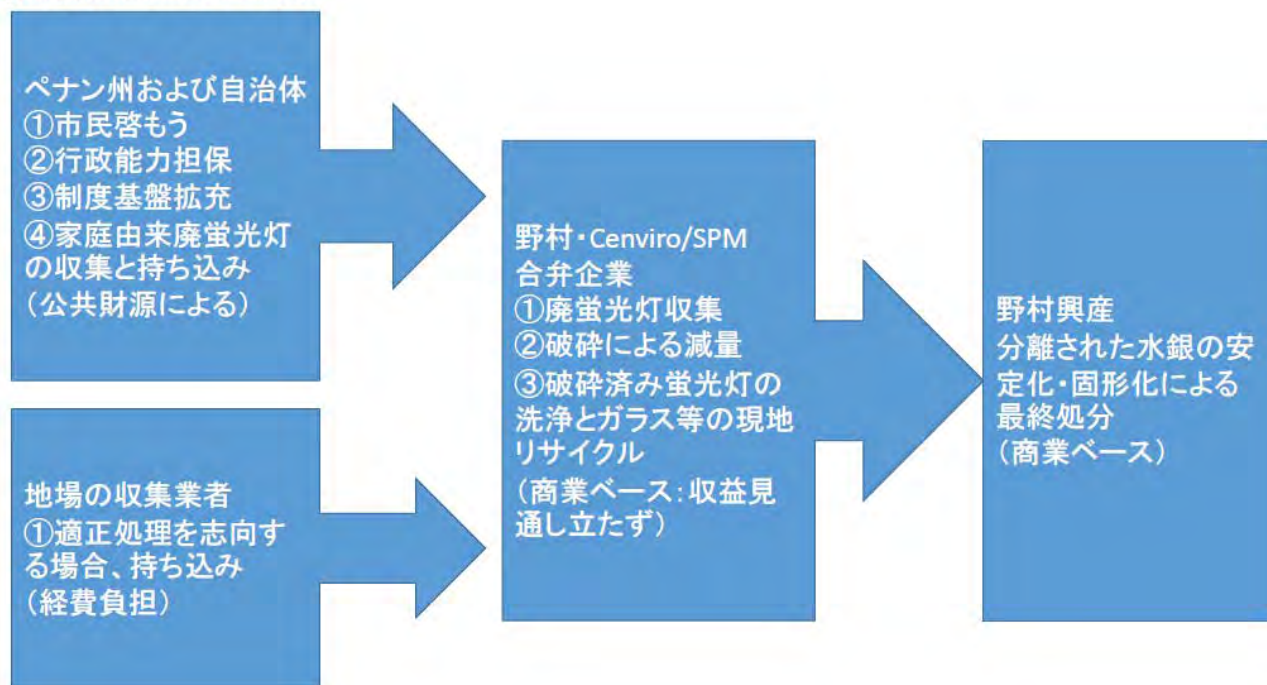 ペナン州および自治体
①市民啓もう
②行政能力担保
③制度基盤拡充
④家庭由来廃蛍光灯
の収集と持ち込み
（公共財源による）
地場の収集業者
①適正処理を志向す
る場合、持ち込み
（経費負担）
野村・Cenviro/SPM
合弁企業
①廃蛍光灯収集
②破砕による減量
③破砕済み蛍光灯の
洗浄とガラス等の現地
リサイクル
（商業ベース：収益見
通し立たず）
野村興産
分離された水銀の安
定化・固形化による
最終処分
（商業ベース）